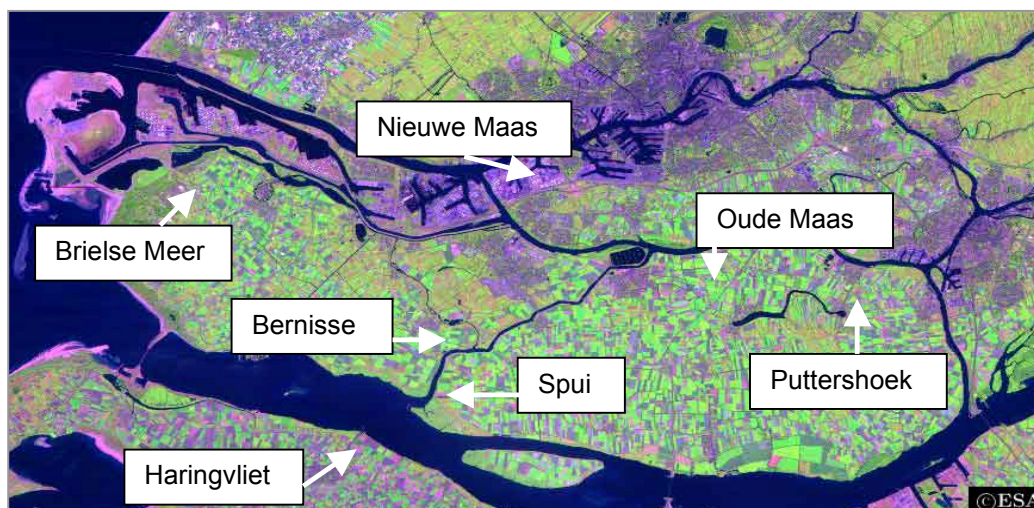 Nieuwe Maas
Oude Maas
Brielse Meer
Bernisse
Spui
Puttershoek
Haringvliet
©ESA